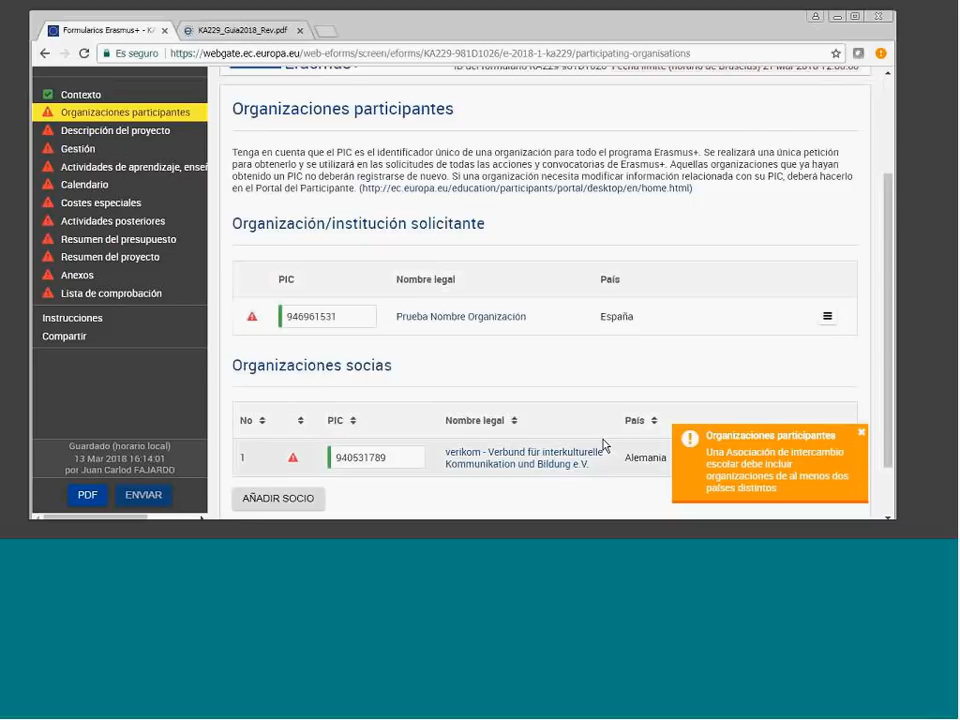 Formularios Erasmus+ - KA
KA229_Guia2018_Rev.pdf
Es seguro https://webgate.ec.europa.eu/web-eforms/screen/eforms/KA229-981D1026/e-2018-1-ka229/participating-organisations
Contexto
Organizaciones participantes
Descripción del proyecto
Gestión
Actividades de aprendizaje, enseí
Calendario
Costes especiales
Actividades posteriores
Resumen del presupuesto
Resumen del proyecto
Anexos
Lista de comprobación
Instrucciones
Compartir
Guardado (horario local)
13 Mar 2018 16:14:01
por Juan Carlod FAJARDO
PDF
ENVIAR
Organizaciones participantes
Tenga en cuenta que el PIC es el identificador único de una organización para todo el programa Erasmus+. Se realizará una única petición
para obtenerlo y se utilizará en las solicitudes de todas las acciones y convocatorias de Erasmus+. Aquellas organizaciones que ya hayan
obtenido un PIC no deberán registrarse de nuevo. Si una organización necesita modificar información relacionada con su PIC, deberá hacerlo
en el Portal del Participante. (http://ec.europa.eu/education/participants/portal/desktop/en/home.html)
Organización/institución solicitante
PIC Nombre legal País
946961531 Prueba Nombre Organización España
Organizaciones socias
No PIC Nombre legal País
1 940531789 verikom - Verbund für interkulturelle
Kommunikation und Bildung e.V. Alemania
AÑADIR SOCIO
Organizaciones participantes
Una Asociación de intercambio
escolar debe incluir
organizaciones de al menos dos
países distintos